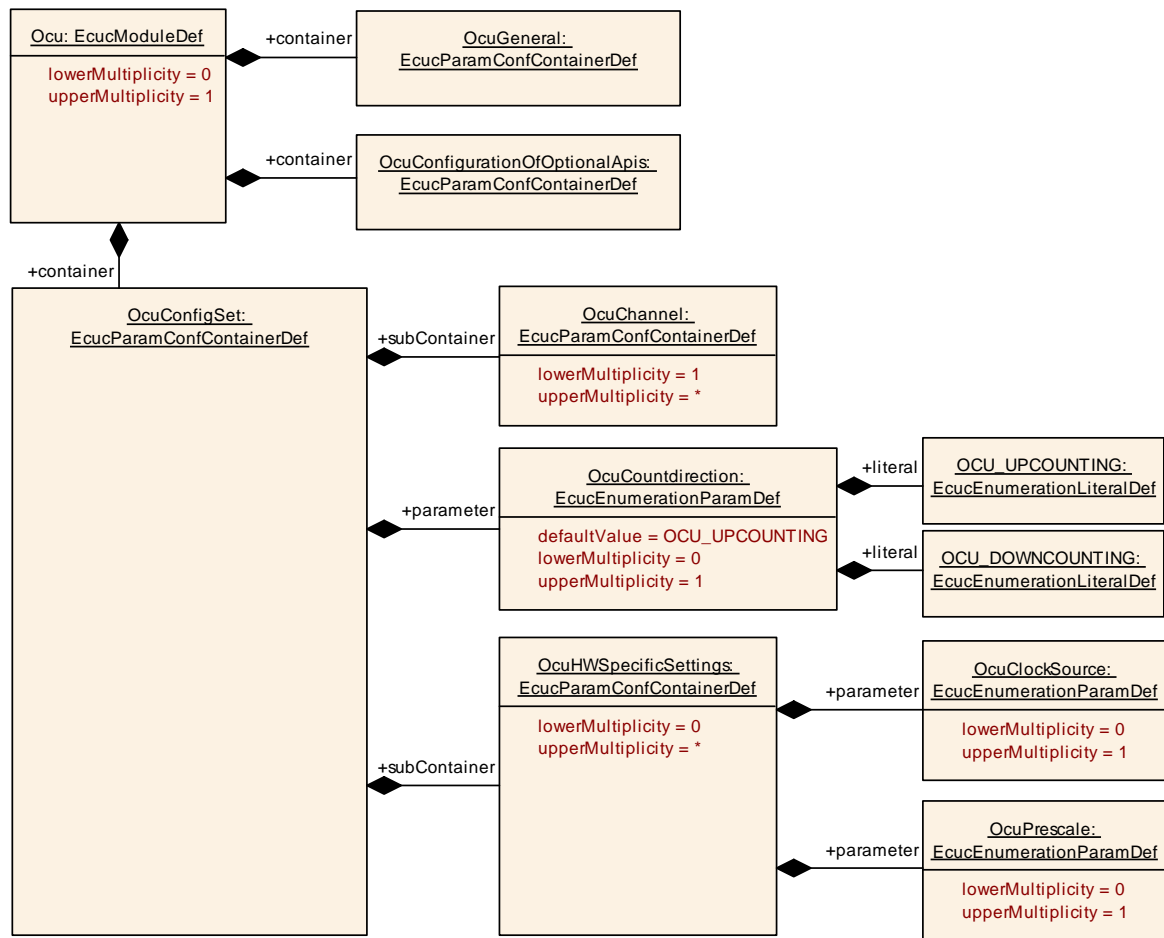 Ocu: EcucModuleDef
lowerMultiplicity = 0
upperMultiplicity = 1
+container
OcuGeneral:
EcucParamConfContainerDef
+container
OcuConfigurationOfOptionalApis:
EcucParamConfContainerDef
+container
OcuConfigSet:
EcucParamConfContainerDef
+subContainer
OcuChannel:
EcucParamConfContainerDef
lowerMultiplicity = 1
upperMultiplicity = *
+parameter
OcuCountdirection:
EcucEnumerationParamDef
defaultValue = OCU_UPCOUNTING
lowerMultiplicity = 0
upperMultiplicity = 1
+literal
OCU_UPCOUNTING:
EcucEnumerationLiteralDef
+literal
OCU_DOWNCOUNTING:
EcucEnumerationLiteralDef
+subContainer
OcuHWSpecificSettings:
EcucParamConfContainerDef
lowerMultiplicity = 0
upperMultiplicity = *
+parameter
OcuClockSource:
EcucEnumerationParamDef
lowerMultiplicity = 0
upperMultiplicity = 1
+parameter
OcuPrescale:
EcucEnumerationParamDef
lowerMultiplicity = 0
upperMultiplicity = 1